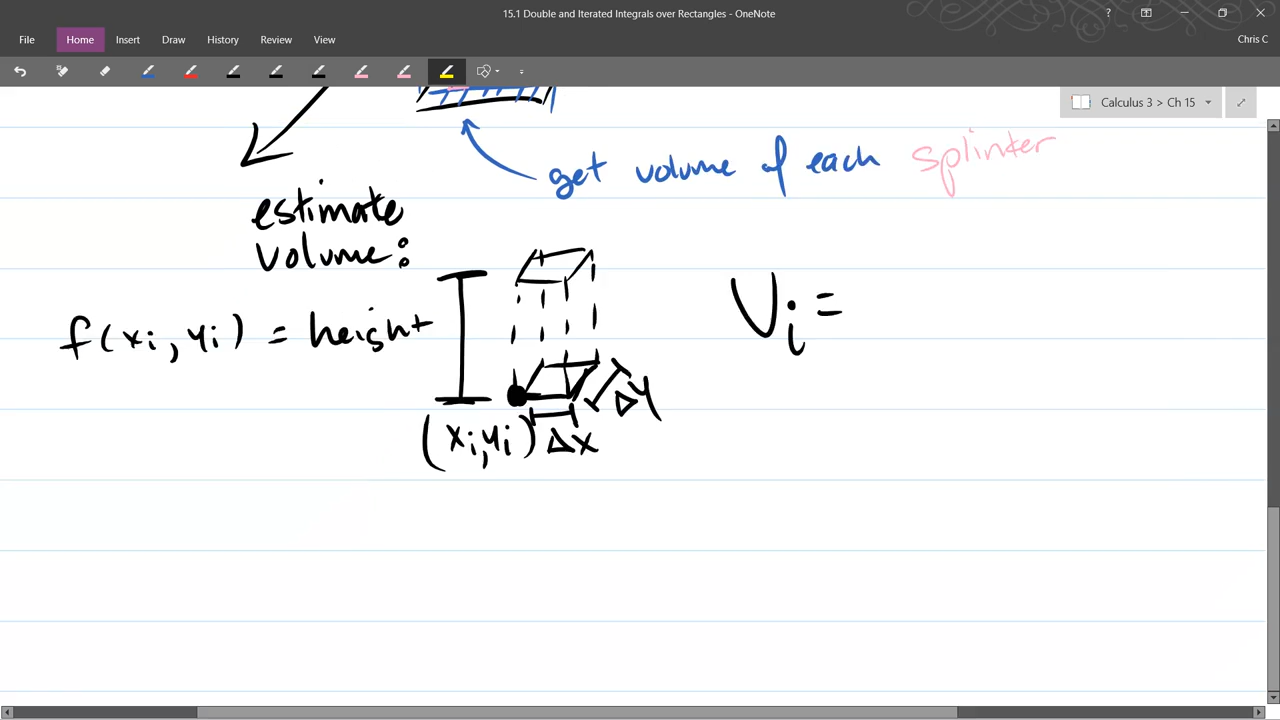 15.1 Double and Iterated Integrals over Rectangles - OneNote
File Home Insert Draw History Review View
Chris C
Calculus 3 > Ch 15
get volume of each splinter
estimate
volume:
f(xi, yi) = height
Vi =
Δy
(xi, yi) Δx